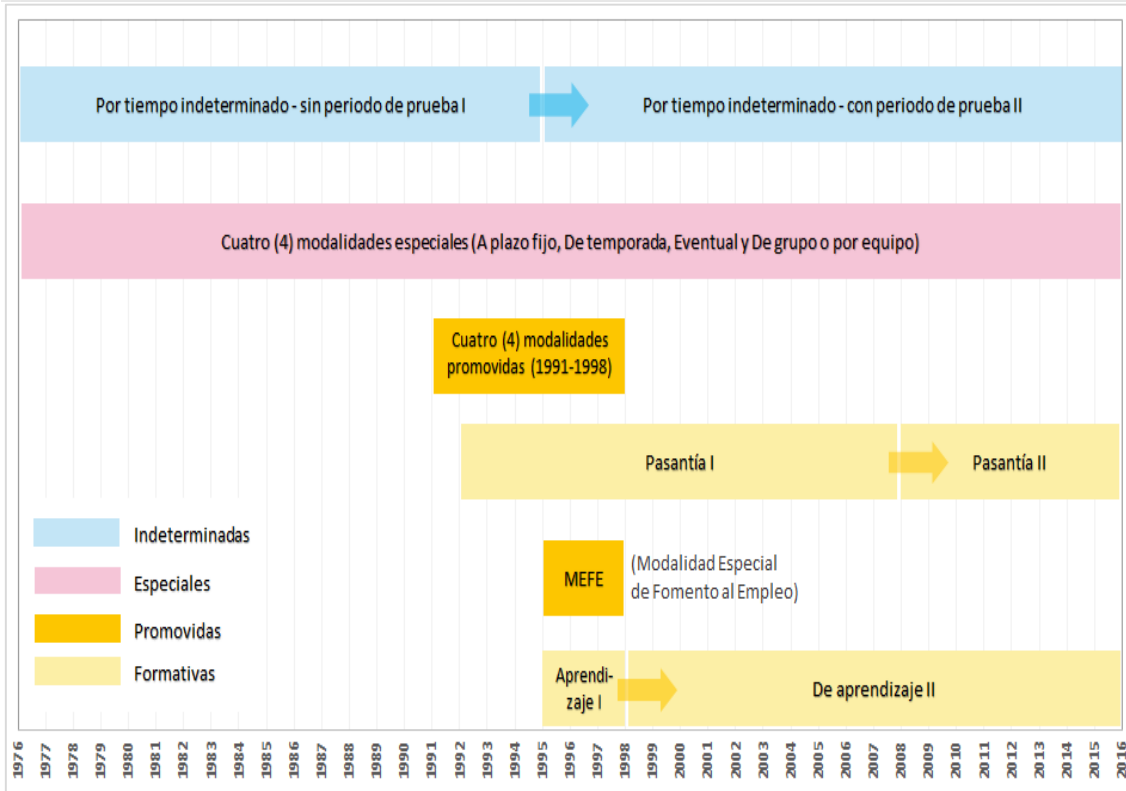 Por tiempo indeterminado - sin periodo de prueba I
Por tiempo indeterminado - con periodo de prueba II
Cuatro (4) modalidades especiales (A plazo fijo, De temporada, Eventual y De grupo o por equipo)
Cuatro (4) modalidades
promovidas (1991-1998)
Pasantía I
Pasantía II
Indeterminadas
Especiales
Promovidas
Formativas
MEFE
(Modalidad Especial
de Fomento al Empleo)
Aprendi-
zaje I
De aprendizaje II
1976 1977 1978 1979 1980 1981 1982 1983 1984 1985 1986 1987 1988 1989 1990 1991 1992 1993 1994 1995 1996 1997 1998 1999 2000 2001 2002 2003 2004 2005 2006 2007 2008 2009 2010 2011 2012 2013 2014 2015 2016